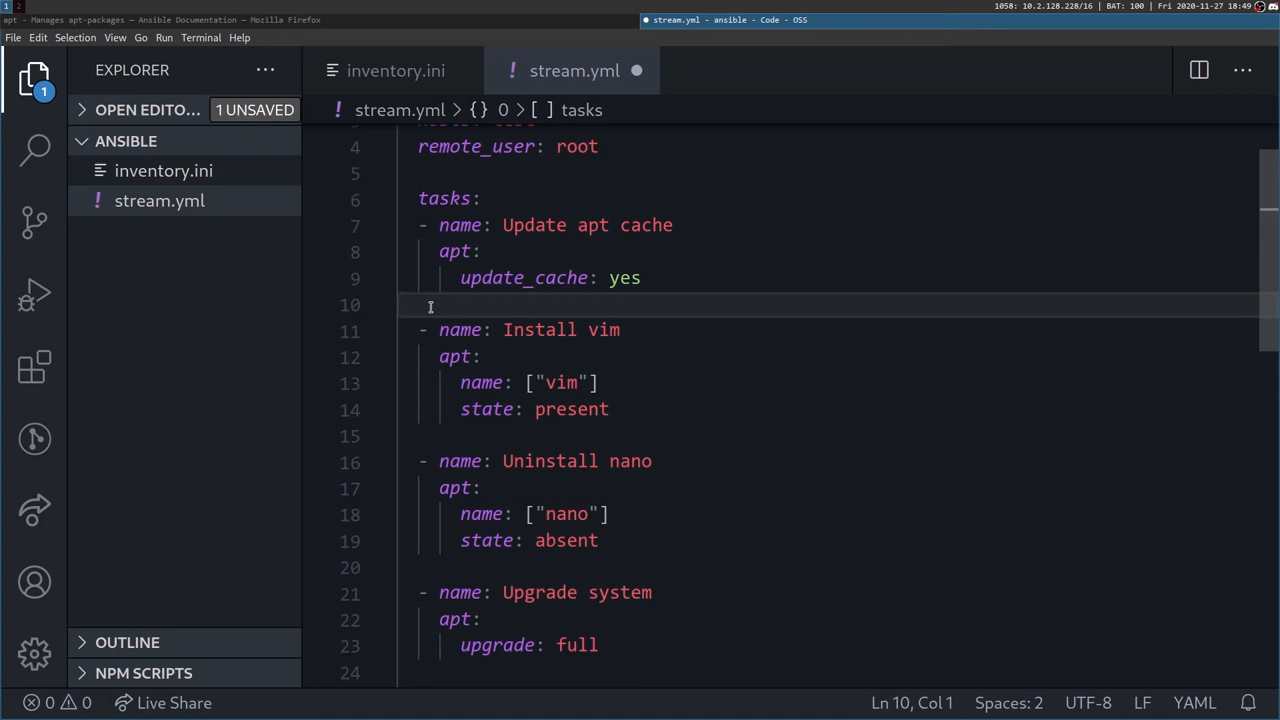 1 2 1058: 10.2.128.228/16 | BAT: 100 | Fri 2020-11-27 18:49
apt - Manages apt-packages — Ansible Documentation — Mozilla Firefox
stream.yml - ansible - Code - OSS
File Edit Selection View Go Run Terminal Help
EXPLORER
inventory.ini
! stream.yml
OPEN EDITO... 1 UNSAVED
! stream.yml > {} 0 > [ ] tasks
ANSIBLE
inventory.ini
! stream.yml
1
4 remote_user: root
5
6 tasks:
7 - name: Update apt cache
8 apt:
9 update_cache: yes
10
11 - name: Install vim
12 apt:
13 name: ["vim"]
14 state: present
15
16 - name: Uninstall nano
17 apt:
18 name: ["nano"]
19 state: absent
20
21 - name: Upgrade system
22 apt:
23 upgrade: full
24
OUTLINE
NPM SCRIPTS
0 0 Live Share Ln 10, Col 1 Spaces: 2 UTF-8 LF YAML